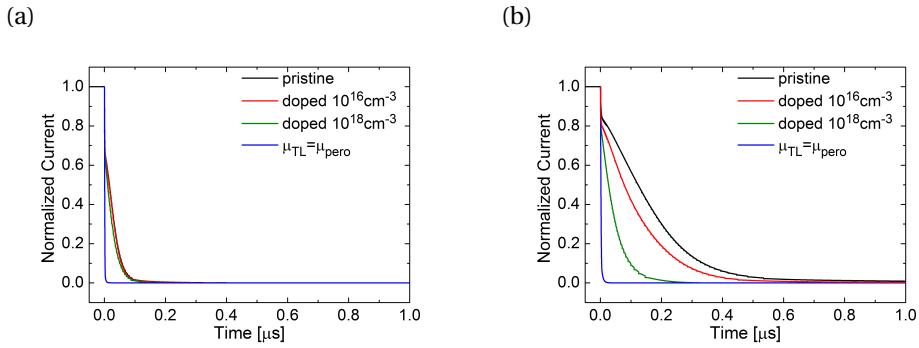 (a)
(b)
1.0
0.8
0.6
0.4
0.2
0.0
Normalized Current
pristine
doped 10¹⁶cm⁻³
doped 10¹⁸cm⁻³
μTL=μpero
0.0 0.2 0.4 0.6 0.8 1.0
Time [μs]
1.0
0.8
0.6
0.4
0.2
0.0
Normalized Current
pristine
doped 10¹⁶cm⁻³
doped 10¹⁸cm⁻³
μTL=μpero
0.0 0.2 0.4 0.6 0.8 1.0
Time [μs]